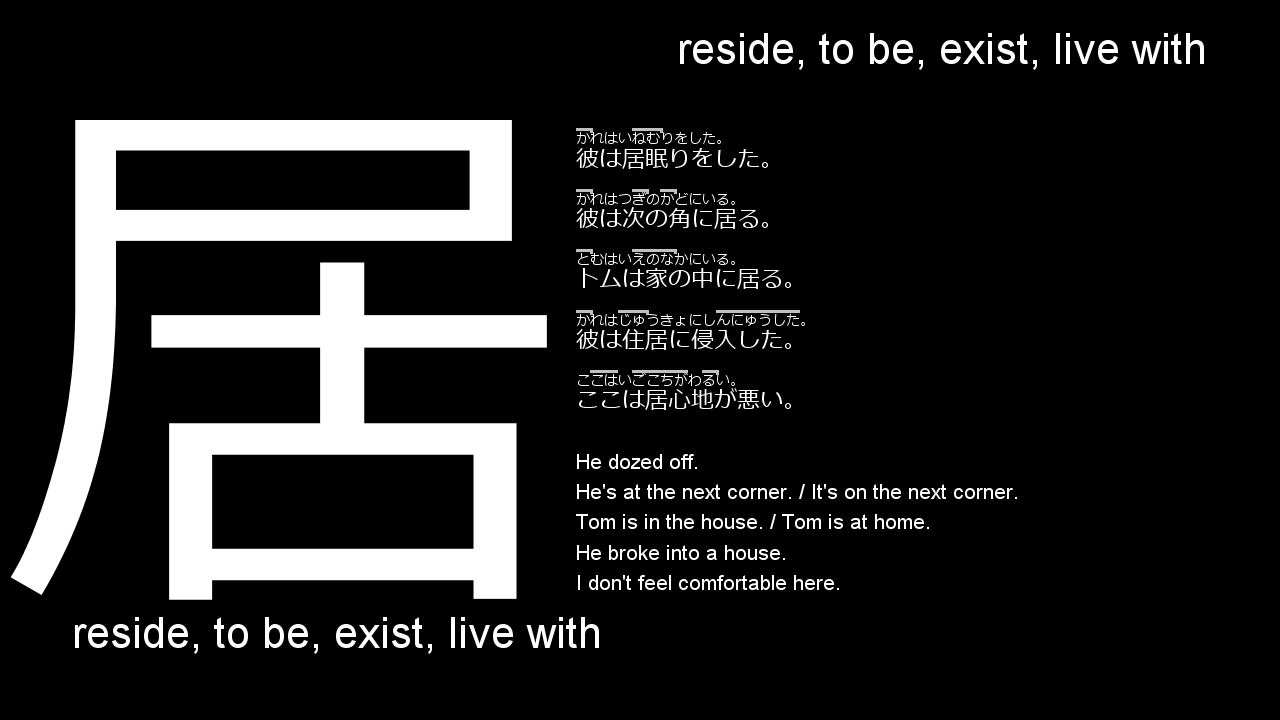 reside, to be, exist, live with
居
かれはいねむりをした。
彼は居眠りをした。
かれはつぎのかどにいる。
彼は次の角に居る。
とむはいえのなかにいる。
トムは家の中に居る。
かれはじゅうきょにしんにゅうした。
彼は住居に侵入した。
ここはいごこちがわるい。
ここは居心地が悪い。
He dozed off.
He's at the next corner. / It's on the next corner.
Tom is in the house. / Tom is at home.
He broke into a house.
I don't feel comfortable here.
reside, to be, exist, live with